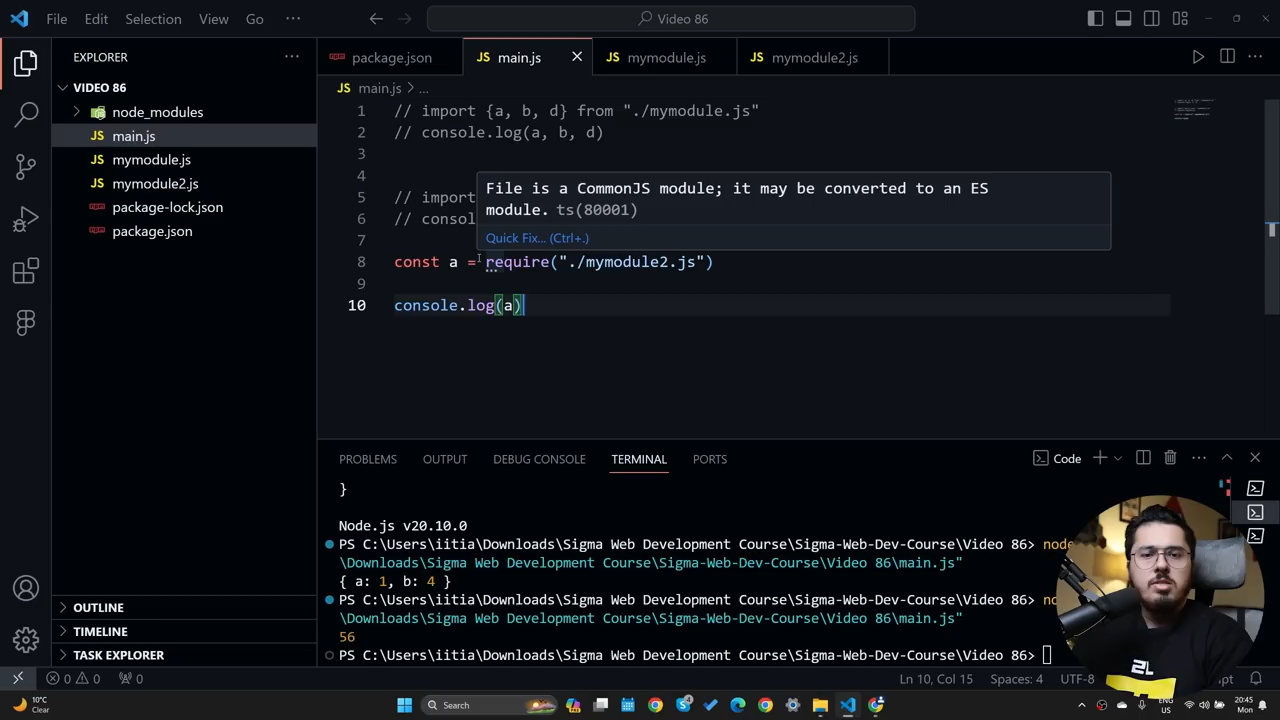 File Edit Selection View Go ···
Video 86
EXPLORER ···
VIDEO 86
node_modules
JS main.js
JS mymodule.js
JS mymodule2.js
package-lock.json
package.json
OUTLINE
TIMELINE
TASK EXPLORER
package.json JS main.js JS mymodule.js JS mymodule2.js
JS main.js > ...
1 // import {a, b, d} from "./mymodule.js"
2 // console.log(a, b, d)
3
4
5 // import
6 // consol
7
8 const a = require("./mymodule2.js")
9
10 console.log(a)
File is a CommonJS module; it may be converted to an ES
module. ts(80001)
Quick Fix... (Ctrl+.)
PROBLEMS OUTPUT DEBUG CONSOLE TERMINAL PORTS Code
}
Node.js v20.10.0
PS C:\Users\iitia\Downloads\Sigma Web Development Course\Sigma-Web-Dev-Course\Video 86> node
\Downloads\Sigma Web Development Course\Sigma-Web-Dev-Course\Video 86\main.js"
{ a: 1, b: 4 }
PS C:\Users\iitia\Downloads\Sigma Web Development Course\Sigma-Web-Dev-Course\Video 86> no
\Downloads\Sigma Web Development Course\Sigma-Web-Dev-Course\Video 86\main.js"
56
PS C:\Users\iitia\Downloads\Sigma Web Development Course\Sigma-Web-Dev-Course\Video 86>
0 0 0 Ln 10, Col 15 Spaces: 4 UTF-8
10°C
Clear
Search
ENG
US
20:45
Mon